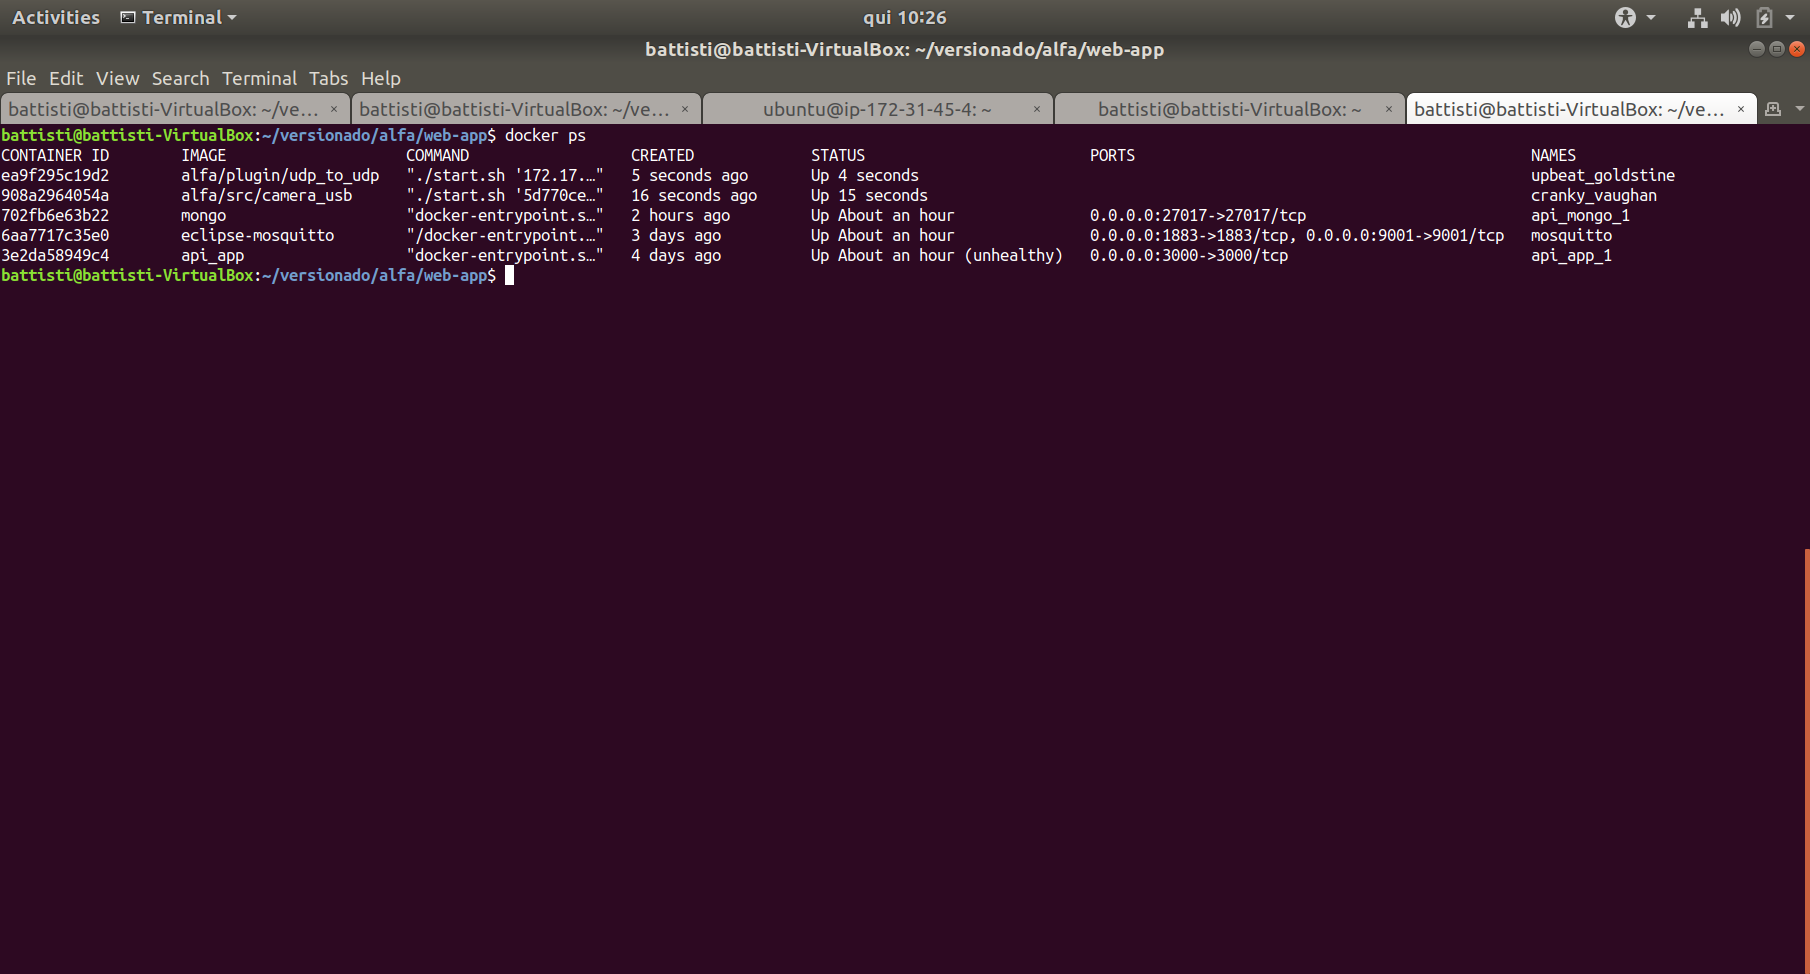 Activities Terminal qui 10:26
battisti@battisti-VirtualBox: ~/versionado/alfa/web-app
File Edit View Search Terminal Tabs Help
battisti@battisti-VirtualBox: ~/ve... × battisti@battisti-VirtualBox: ~/ve... × ubuntu@ip-172-31-45-4: ~ × battisti@battisti-VirtualBox: ~ × battisti@battisti-VirtualBox: ~/ve... ×
battisti@battisti-VirtualBox:~/versionado/alfa/web-app$ docker ps
CONTAINER ID IMAGE COMMAND CREATED STATUS PORTS NAMES
ea9f295c19d2 alfa/plugin/udp_to_udp "./start.sh '172.17.…" 5 seconds ago Up 4 seconds upbeat_goldstine
908a2964054a alfa/src/camera_usb "./start.sh '5d770ce…" 16 seconds ago Up 15 seconds cranky_vaughan
702fb6e63b22 mongo "docker-entrypoint.s…" 2 hours ago Up About an hour 0.0.0.0:27017->27017/tcp api_mongo_1
6aa7717c35e0 eclipse-mosquitto "/docker-entrypoint.…" 3 days ago Up About an hour 0.0.0.0:1883->1883/tcp, 0.0.0.0:9001->9001/tcp mosquitto
3e2da58949c4 api_app "docker-entrypoint.s…" 4 days ago Up About an hour (unhealthy) 0.0.0.0:3000->3000/tcp api_app_1
battisti@battisti-VirtualBox:~/versionado/alfa/web-app$